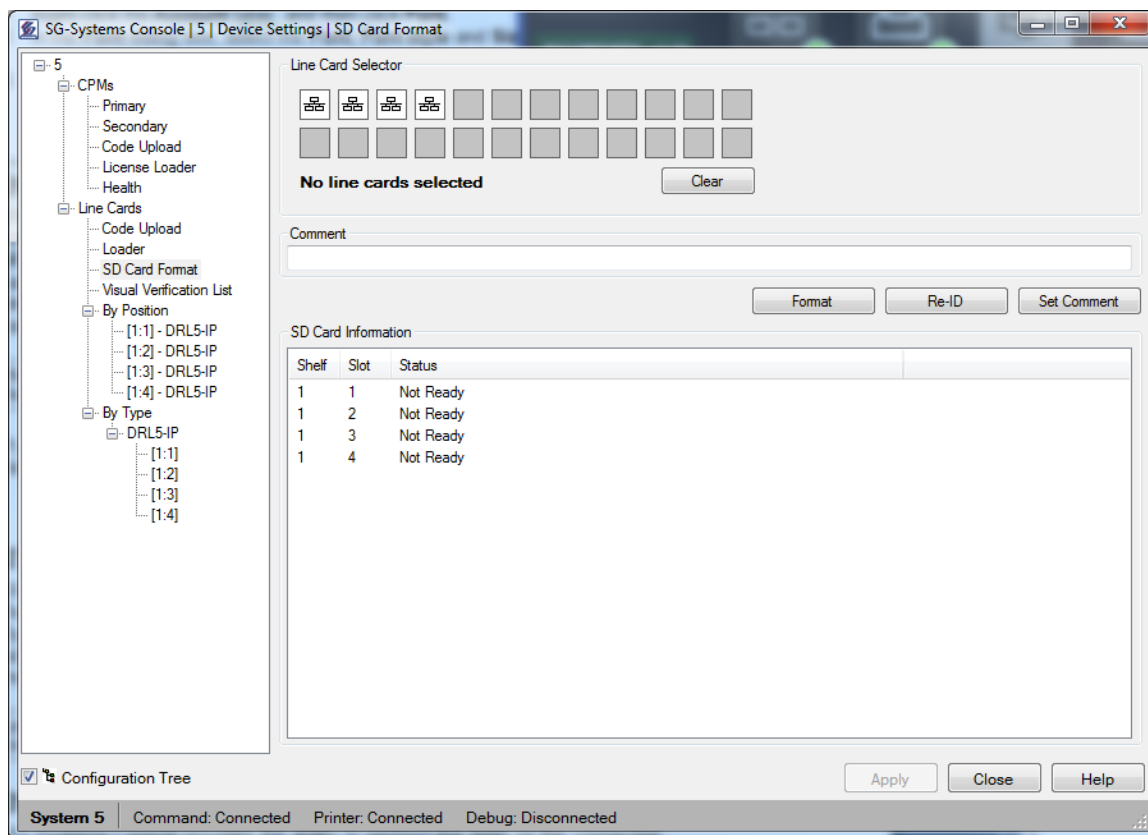 SG-Systems Console | 5 | Device Settings | SD Card Format
5
CPMs
Primary
Secondary
Code Upload
License Loader
Health
Line Cards
Code Upload
Loader
SD Card Format
Visual Verification List
By Position
[1:1] - DRL5-IP
[1:2] - DRL5-IP
[1:3] - DRL5-IP
[1:4] - DRL5-IP
By Type
DRL5-IP
[1:1]
[1:2]
[1:3]
[1:4]
Line Card Selector
No line cards selected
Clear
Comment
Format Re-ID Set Comment
SD Card Information
Shelf Slot Status
1 1 Not Ready
1 2 Not Ready
1 3 Not Ready
1 4 Not Ready
Configuration Tree
Apply Close Help
System 5 Command: Connected Printer: Connected Debug: Disconnected